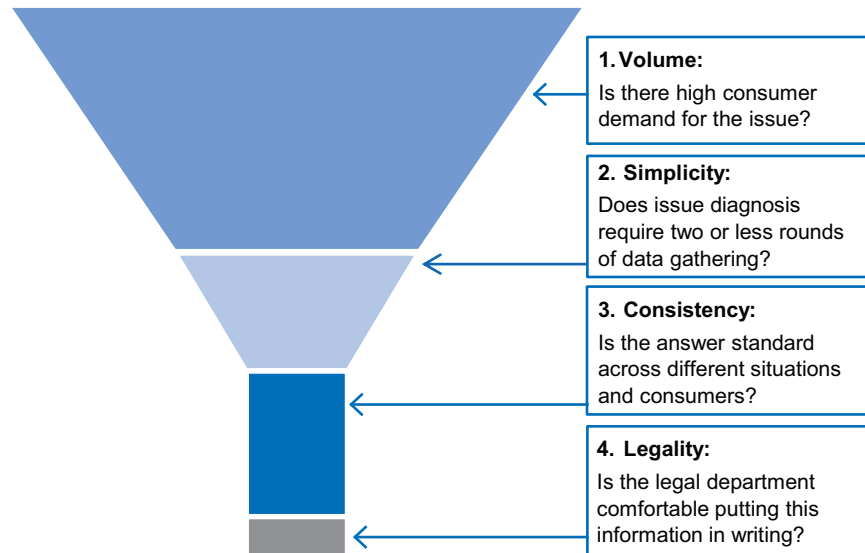 1. Volume:
Is there high consumer
demand for the issue?
2. Simplicity:
Does issue diagnosis
require two or less rounds
of data gathering?
3. Consistency:
Is the answer standard
across different situations
and consumers?
4. Legality:
Is the legal department
comfortable putting this
information in writing?